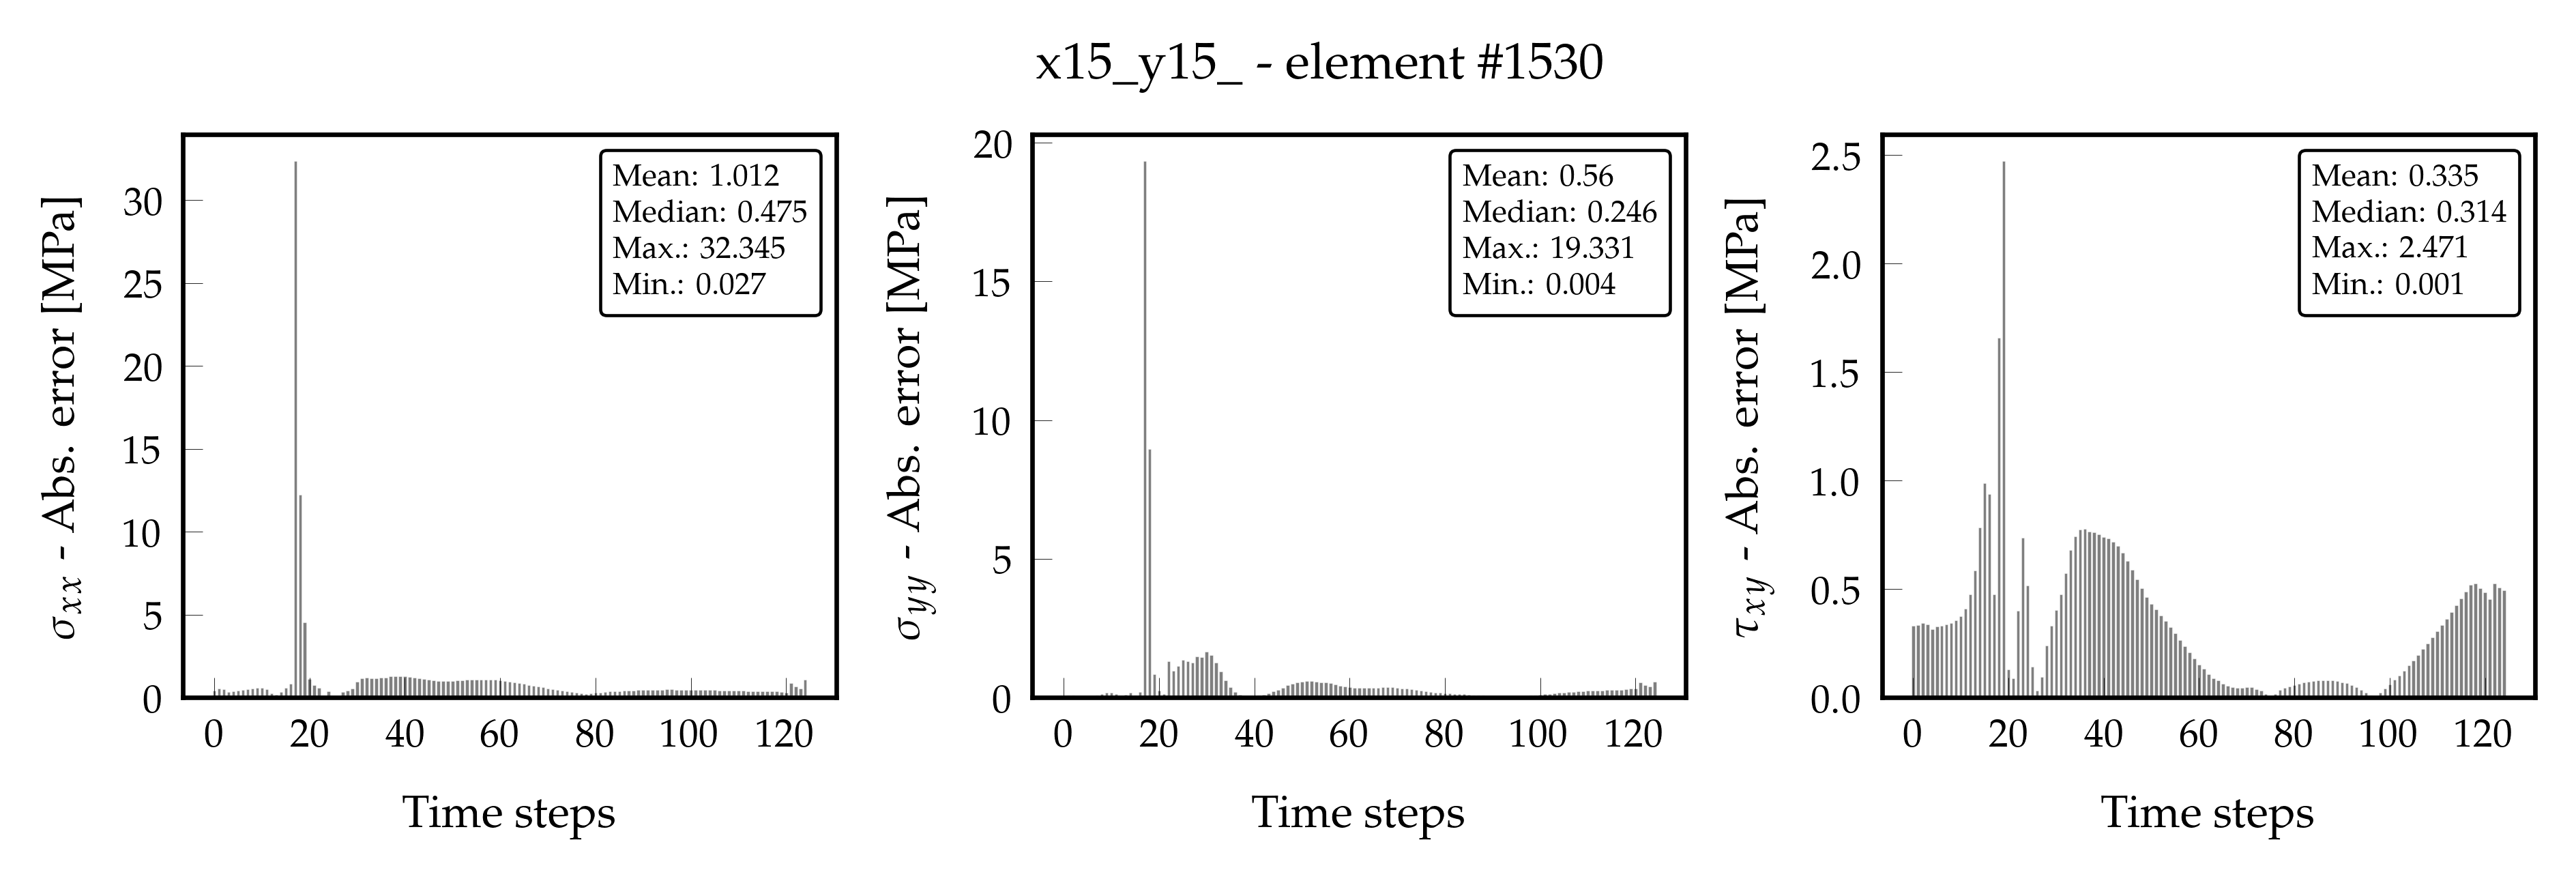 x15_y15_ - element #1530
σxx - Abs. error [MPa]
30
25
20
15
10
5
0
0 20 40 60 80 100 120
Time steps
Mean: 1.012
Median: 0.475
Max.: 32.345
Min.: 0.027
σyy - Abs. error [MPa]
20
15
10
5
0
0 20 40 60 80 100 120
Time steps
Mean: 0.56
Median: 0.246
Max.: 19.331
Min.: 0.004
τxy - Abs. error [MPa]
2.5
2.0
1.5
1.0
0.5
0.0
0 20 40 60 80 100 120
Time steps
Mean: 0.335
Median: 0.314
Max.: 2.471
Min.: 0.001